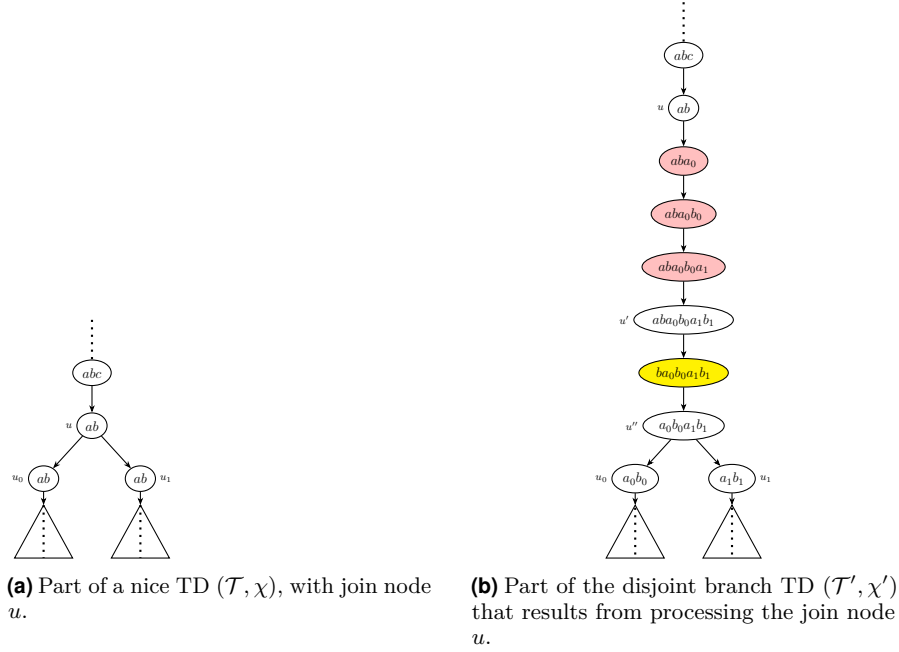 abc
u ab
aba₀
aba₀b₀
aba₀b₀a₁
u′ aba₀b₀a₁b₁
abc
ba₀b₀a₁b₁
u ab
u″ a₀b₀a₁b₁
u₀ ab ab u₁
u₀ a₀b₀ a₁b₁ u₁
(a) Part of a nice TD (𝒯, χ), with join node
u.
(b) Part of the disjoint branch TD (𝒯′, χ′)
that results from processing the join node
u.